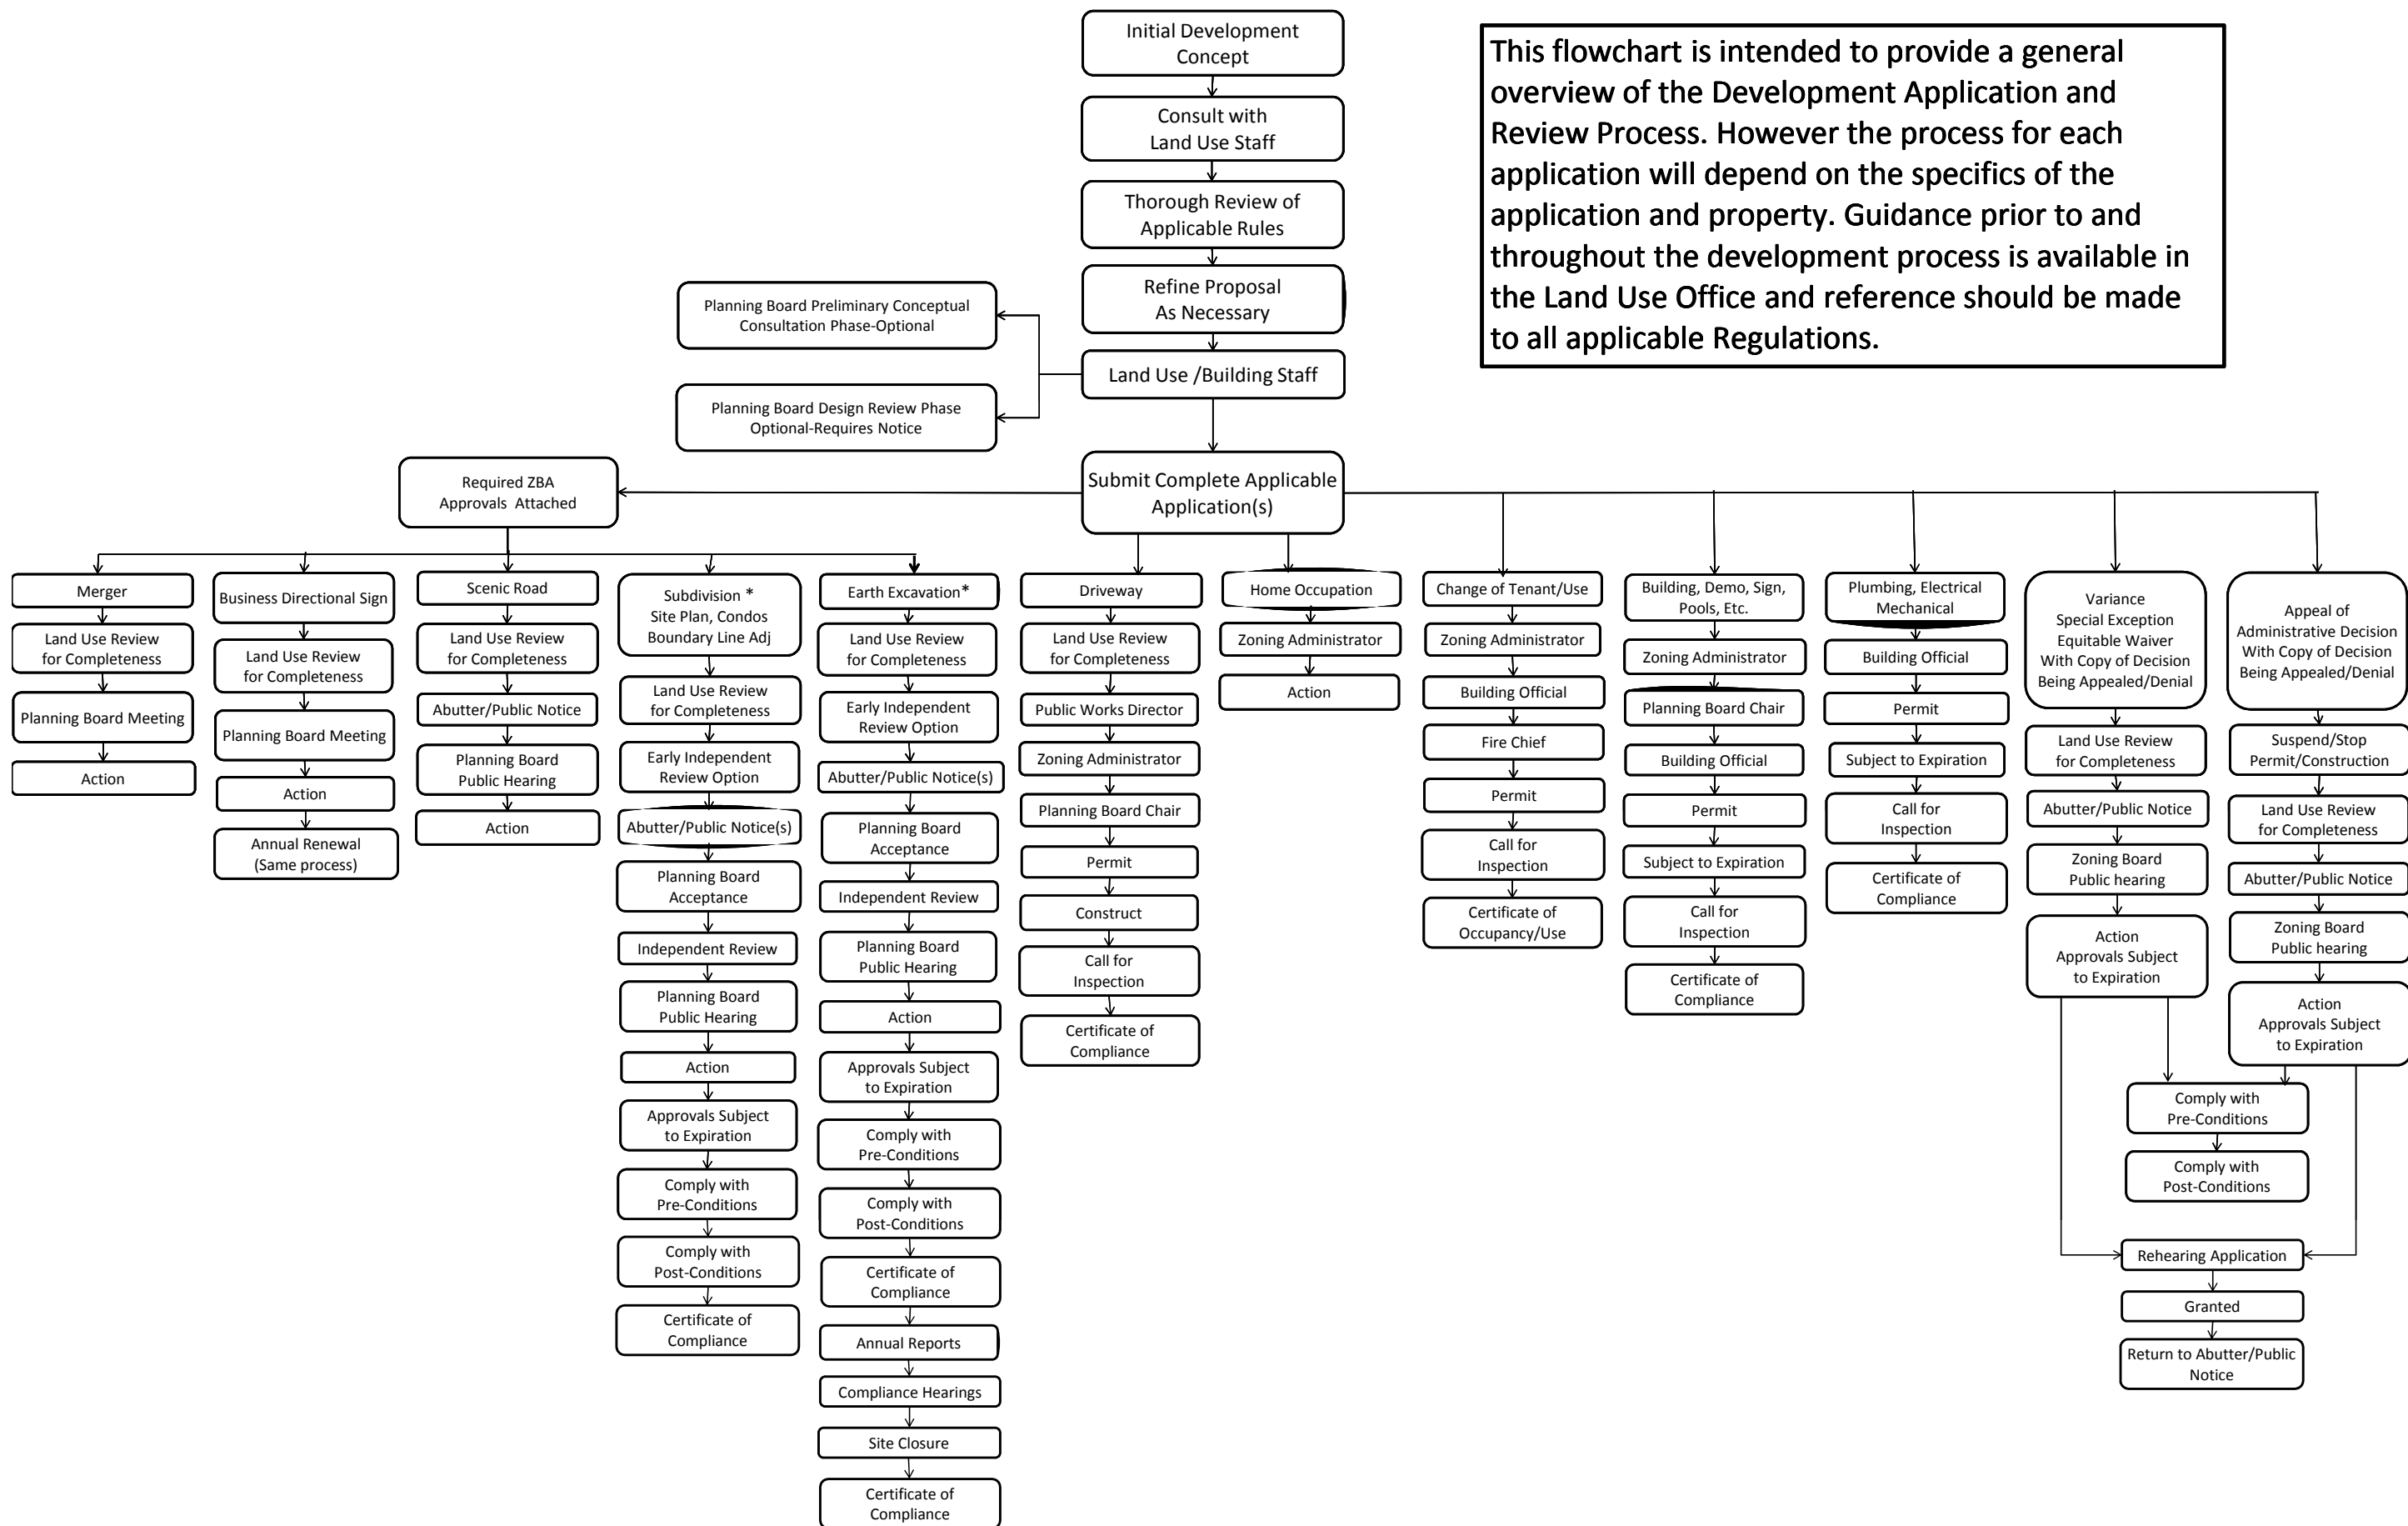 Initial Development
Concept
Consult with
Land Use Staff
Thorough Review of
Applicable Rules
Refine Proposal
As Necessary
Land Use /Building Staff
Planning Board Preliminary Conceptual
Consultation Phase-Optional
Planning Board Design Review Phase
Optional-Requires Notice
This flowchart is intended to provide a general
overview of the Development Application and
Review Process. However the process for each
application will depend on the specifics of the
application and property. Guidance prior to and
throughout the development process is available in
the Land Use Office and reference should be made
to all applicable Regulations.
Submit Complete Applicable
Application(s)
Required ZBA
Approvals Attached
Merger
Land Use Review
for Completeness
Planning Board Meeting
Action
Business Directional Sign
Land Use Review
for Completeness
Planning Board Meeting
Action
Annual Renewal
(Same process)
Scenic Road
Land Use Review
for Completeness
Abutter/Public Notice
Planning Board
Public Hearing
Action
Subdivision *
Site Plan, Condos
Boundary Line Adj
Land Use Review
for Completeness
Early Independent
Review Option
Abutter/Public Notice(s)
Planning Board
Acceptance
Independent Review
Planning Board
Public Hearing
Action
Approvals Subject
to Expiration
Comply with
Pre-Conditions
Comply with
Post-Conditions
Certificate of
Compliance
Earth Excavation*
Land Use Review
for Completeness
Early Independent
Review Option
Abutter/Public Notice(s)
Planning Board
Acceptance
Independent Review
Planning Board
Public Hearing
Action
Approvals Subject
to Expiration
Comply with
Pre-Conditions
Comply with
Post-Conditions
Certificate of
Compliance
Annual Reports
Compliance Hearings
Site Closure
Certificate of
Compliance
Driveway
Land Use Review
for Completeness
Public Works Director
Zoning Administrator
Planning Board Chair
Permit
Construct
Call for
Inspection
Certificate of
Compliance
Home Occupation
Zoning Administrator
Action
Change of Tenant/Use
Zoning Administrator
Building Official
Fire Chief
Permit
Call for
Inspection
Certificate of
Occupancy/Use
Building, Demo, Sign,
Pools, Etc.
Zoning Administrator
Planning Board Chair
Building Official
Permit
Subject to Expiration
Call for
Inspection
Certificate of
Compliance
Plumbing, Electrical
Mechanical
Building Official
Permit
Subject to Expiration
Call for
Inspection
Certificate of
Compliance
Variance
Special Exception
Equitable Waiver
With Copy of Decision
Being Appealed/Denial
Land Use Review
for Completeness
Abutter/Public Notice
Zoning Board
Public hearing
Action
Approvals Subject
to Expiration
Appeal of
Administrative Decision
With Copy of Decision
Being Appealed/Denial
Suspend/Stop
Permit/Construction
Land Use Review
for Completeness
Abutter/Public Notice
Zoning Board
Public hearing
Action
Approvals Subject
to Expiration
Comply with
Pre-Conditions
Comply with
Post-Conditions
Rehearing Application
Granted
Return to Abutter/Public
Notice